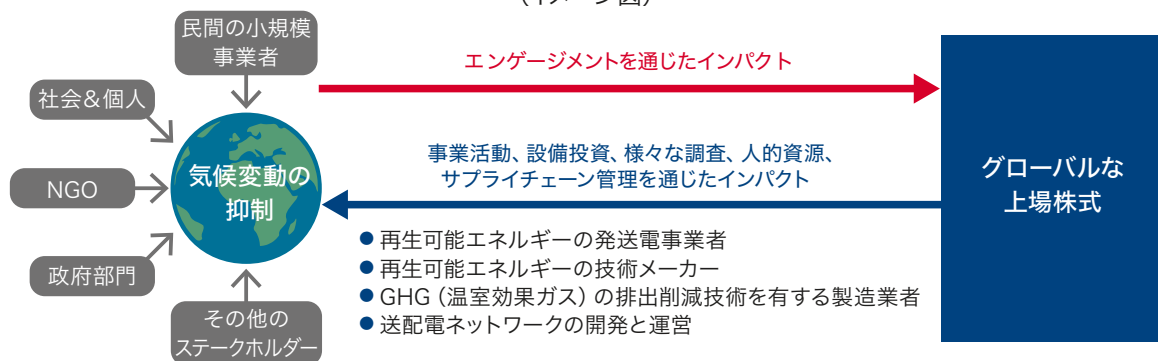 （イメージ図）
民間の小規模
事業者
社会＆個人
NGO
政府部門
その他の
ステークホルダー
気候変動の
抑制
エンゲージメントを通じたインパクト
事業活動、設備投資、様々な調査、人的資源、
サプライチェーン管理を通じたインパクト
● 再生可能エネルギーの発送電事業者
● 再生可能エネルギーの技術メーカー
● GHG（温室効果ガス）の排出削減技術を有する製造業者
● 送配電ネットワークの開発と運営
グローバルな
上場株式